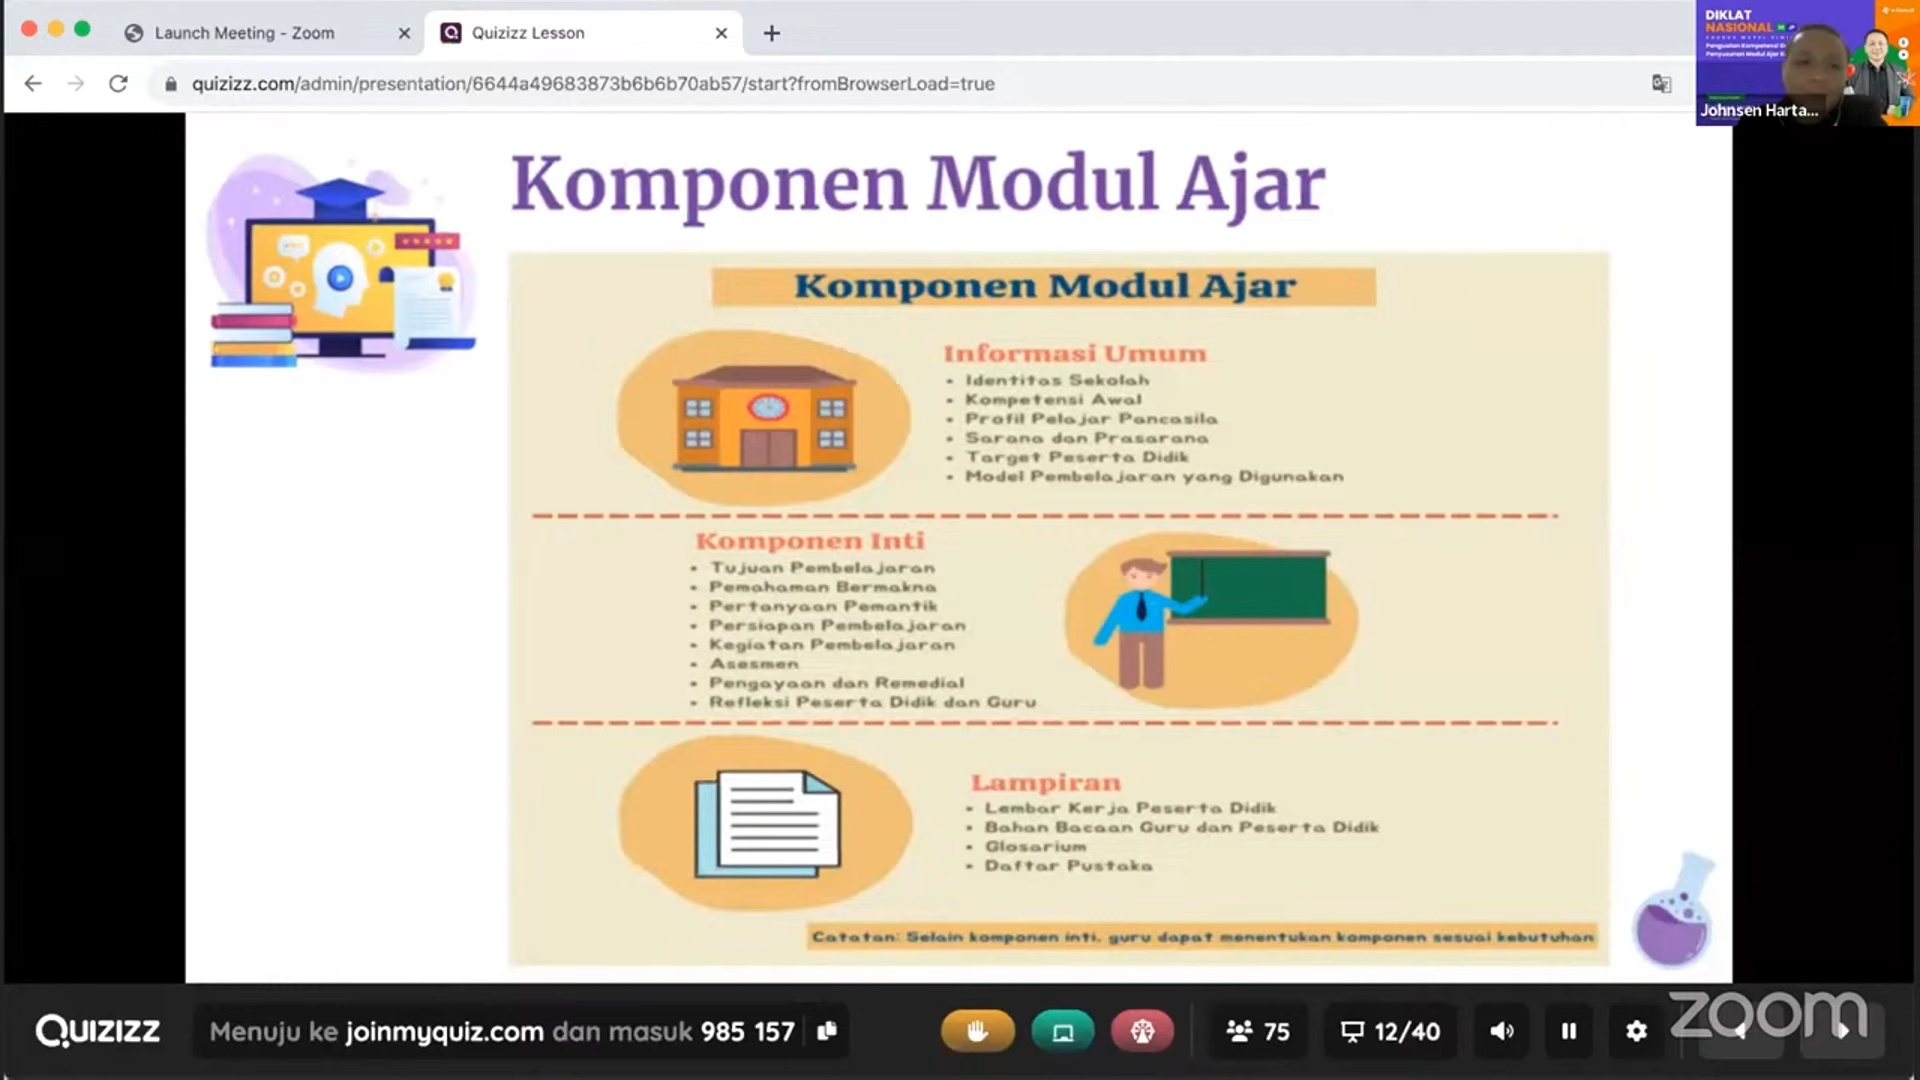 Launch Meeting - Zoom
Quizizz Lesson
quizizz.com/admin/presentation/6644a49683873b6b6b70ab57/start?fromBrowserLoad=true
DIKLAT
NASIONAL
Johnsen Harta...
Komponen Modul Ajar
Komponen Modul Ajar
Informasi Umum
• Identitas Sekolah
• Kompetensi Awal
• Profil Pelajar Pancasila
• Sarana dan Prasarana
• Target Peserta Didik
• Model Pembelajaran yang Digunakan
Komponen Inti
• Tujuan Pembelajaran
• Pemahaman Bermakna
• Pertanyaan Pemantik
• Persiapan Pembelajaran
• Kegiatan Pembelajaran
• Asesmen
• Pengayaan dan Remedial
• Refleksi Peserta Didik dan Guru
Lampiran
• Lembar Kerja Peserta Didik
• Bahan Bacaan Guru dan Peserta Didik
• Glosarium
• Daftar Pustaka
Catatan: Selain komponen inti, guru dapat menentukan komponen sesuai kebutuhan
QUIZIZZ
Menuju ke joinmyquiz.com dan masuk 985 157
75
12/40
zoom